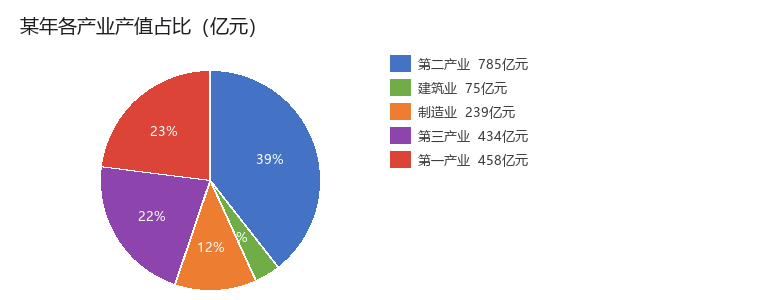 某年各产业产值占比（亿元）
第二产业 785亿元
建筑业 75亿元
制造业 239亿元
第三产业 434亿元
第一产业 458亿元
39%
23%
22%
12%
%